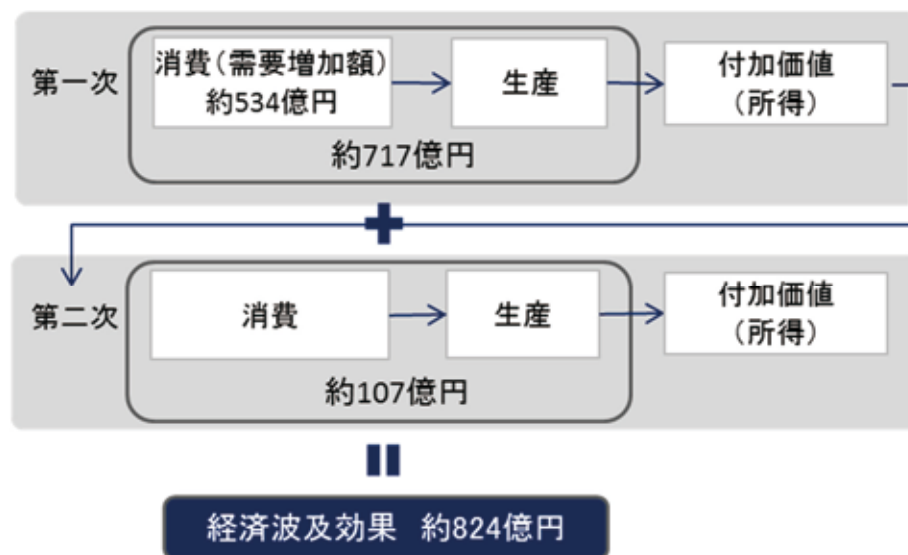 第一次
消費(需要増加額)
約534億円
生産
付加価値
(所得)
約717億円
第二次
消費
生産
付加価値
(所得)
約107億円
経済波及効果 約824億円